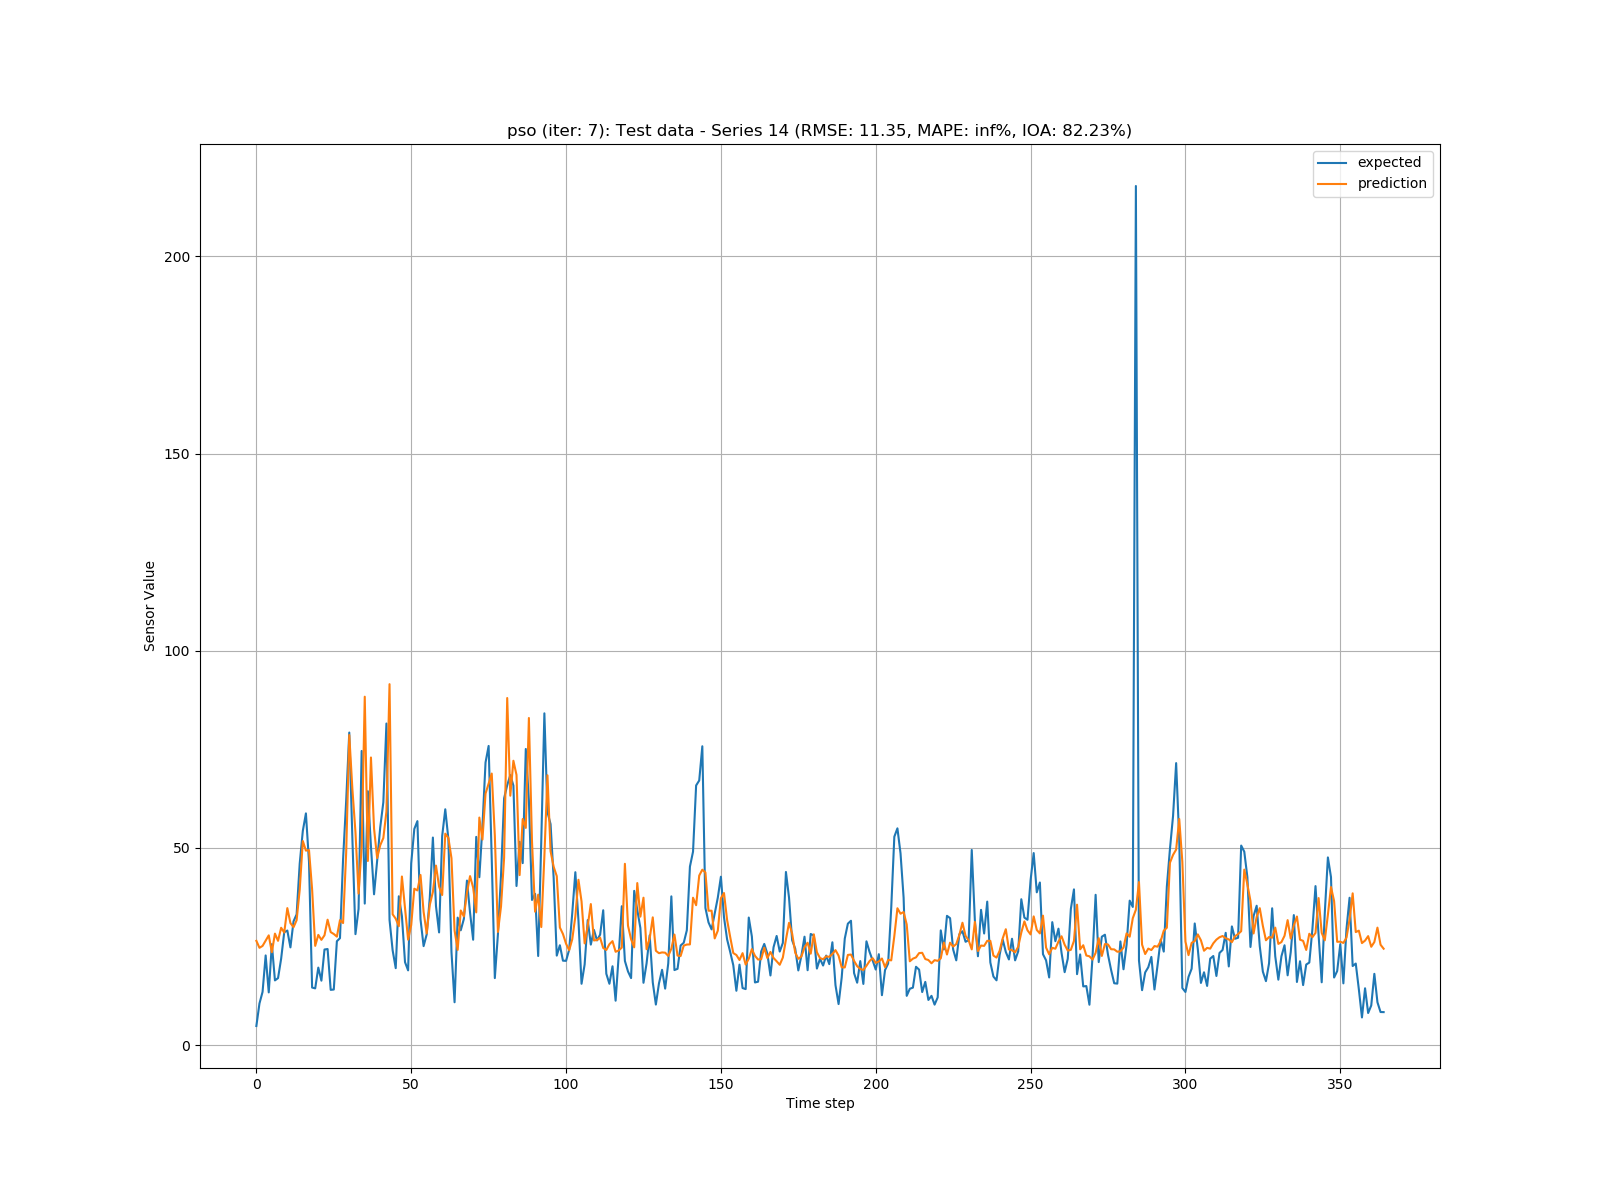 pso (iter: 7): Test data - Series 14 (RMSE: 11.35, MAPE: inf%, IOA: 82.23%)
expected
prediction
200
150
100
50
0
Sensor Value
0 50 100 150 200 250 300 350
Time step